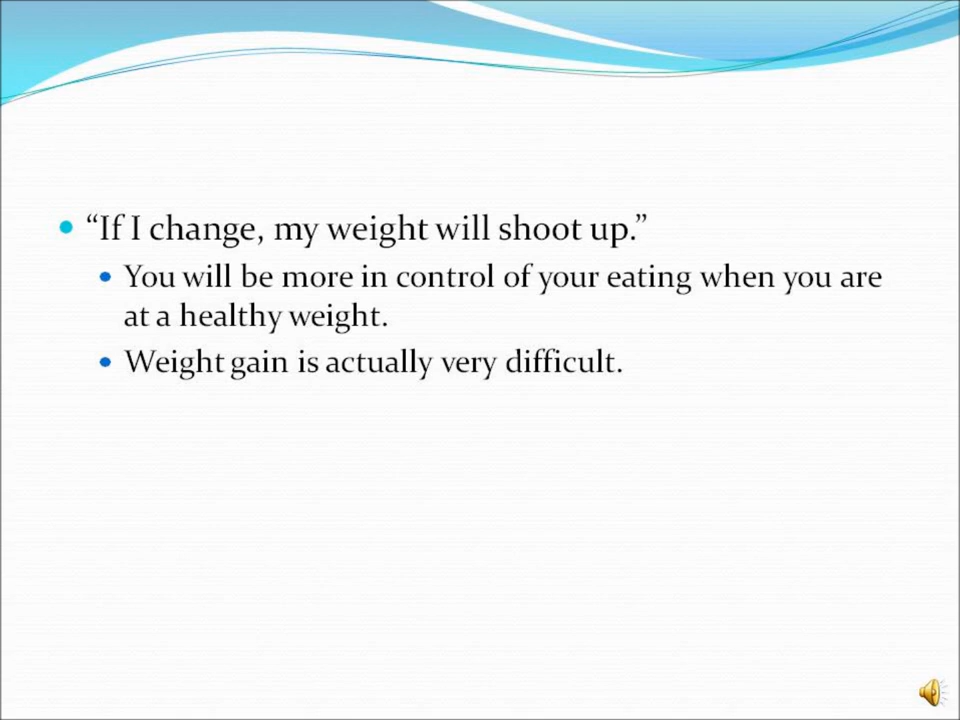 “If I change, my weight will shoot up.”
You will be more in control of your eating when you are
at a healthy weight.
Weight gain is actually very difficult.